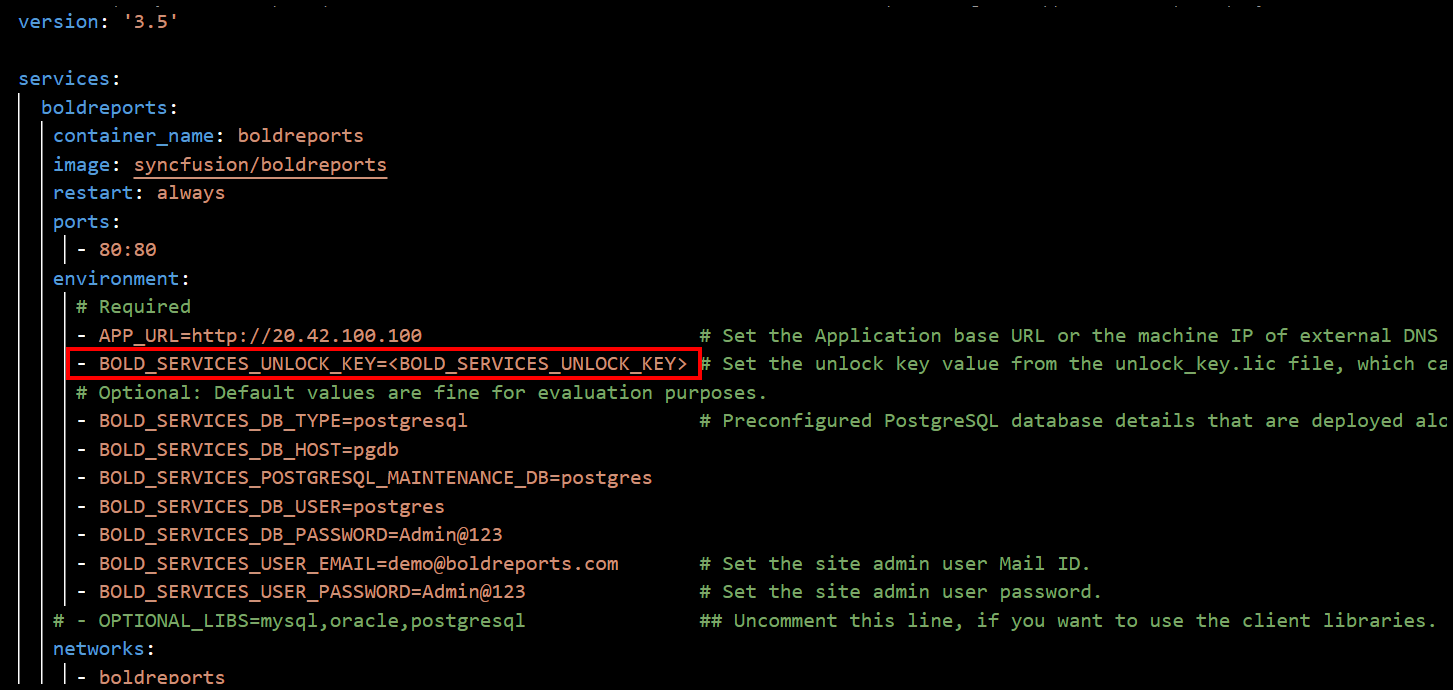 version: '3.5'
services:
boldreports:
container_name: boldreports
image: syncfusion/boldreports
restart: always
ports:
- 80:80
environment:
# Required
- APP_URL=http://20.42.100.100 # Set the Application base URL or the machine IP of external DNS
- BOLD_SERVICES_UNLOCK_KEY=<BOLD_SERVICES_UNLOCK_KEY> # Set the unlock key value from the unlock_key.lic file, which ca
# Optional: Default values are fine for evaluation purposes.
- BOLD_SERVICES_DB_TYPE=postgresql # Preconfigured PostgreSQL database details that are deployed alo
- BOLD_SERVICES_DB_HOST=pgdb
- BOLD_SERVICES_POSTGRESQL_MAINTENANCE_DB=postgres
- BOLD_SERVICES_DB_USER=postgres
- BOLD_SERVICES_DB_PASSWORD=Admin@123
- BOLD_SERVICES_USER_EMAIL=demo@boldreports.com # Set the site admin user Mail ID.
- BOLD_SERVICES_USER_PASSWORD=Admin@123 # Set the site admin user password.
# - OPTIONAL_LIBS=mysql,oracle,postgresql ## Uncomment this line, if you want to use the client libraries.
networks:
- boldreports